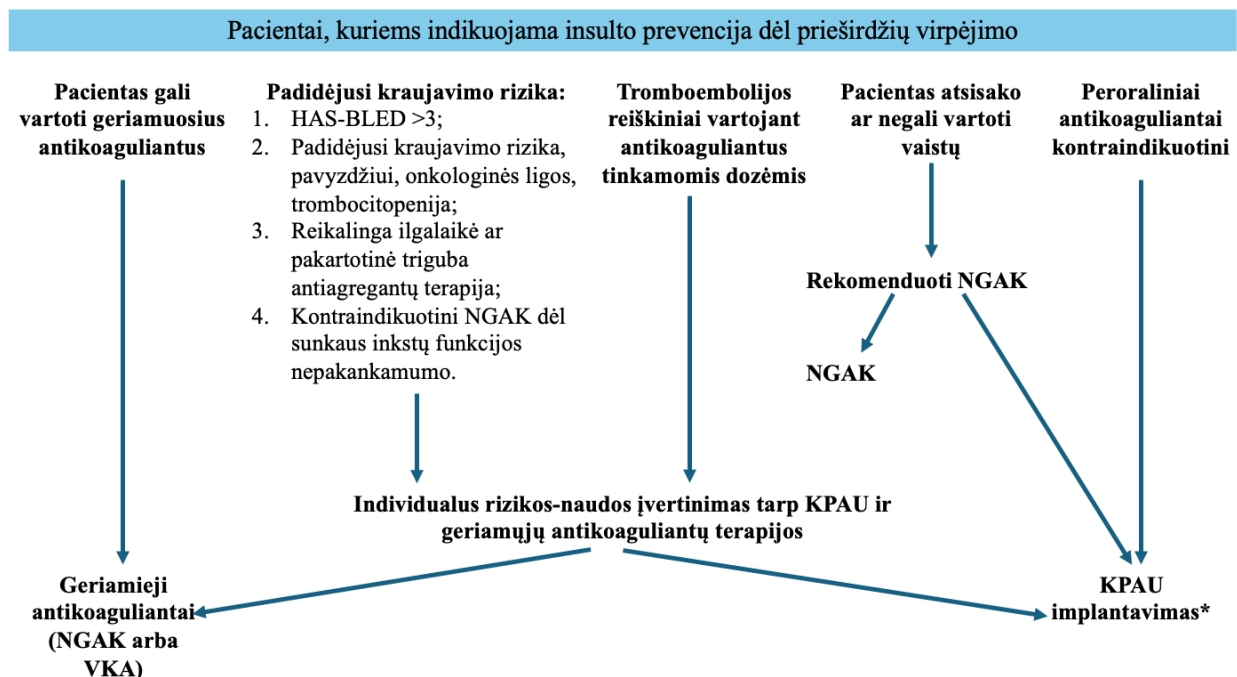 Pacientai, kuriems indikuojama insulto prevencija dėl prieširdžių virpėjimo
Pacientas gali
vartoti geriamuosius
antikoaguliantus
Padidėjusi kraujavimo rizika:
1. HAS-BLED >3;
2. Padidėjusi kraujavimo rizika,
pavyzdžiui, onkologinės ligos,
trombocitopenija;
3. Reikalinga ilgalaikė ar
pakartotinė triguba
antiagregantų terapija;
4. Kontraindikuotini NGAK dėl
sunkaus inkstų funkcijos
nepakankamumo.
Tromboembolijos
reiškiniai vartojant
antikoaguliantus
tinkamomis dozėmis
Pacientas atsisako
ar negali vartoti
vaistų
Peroraliniai
antikoaguliantai
kontraindikuotini
Rekomenduoti NGAK
NGAK
Individualus rizikos-naudos įvertinimas tarp KPAU ir
geriamųjų antikoaguliantų terapijos
Geriamieji
antikoaguliantai
(NGAK arba
VKA)
KPAU
implantavimas*